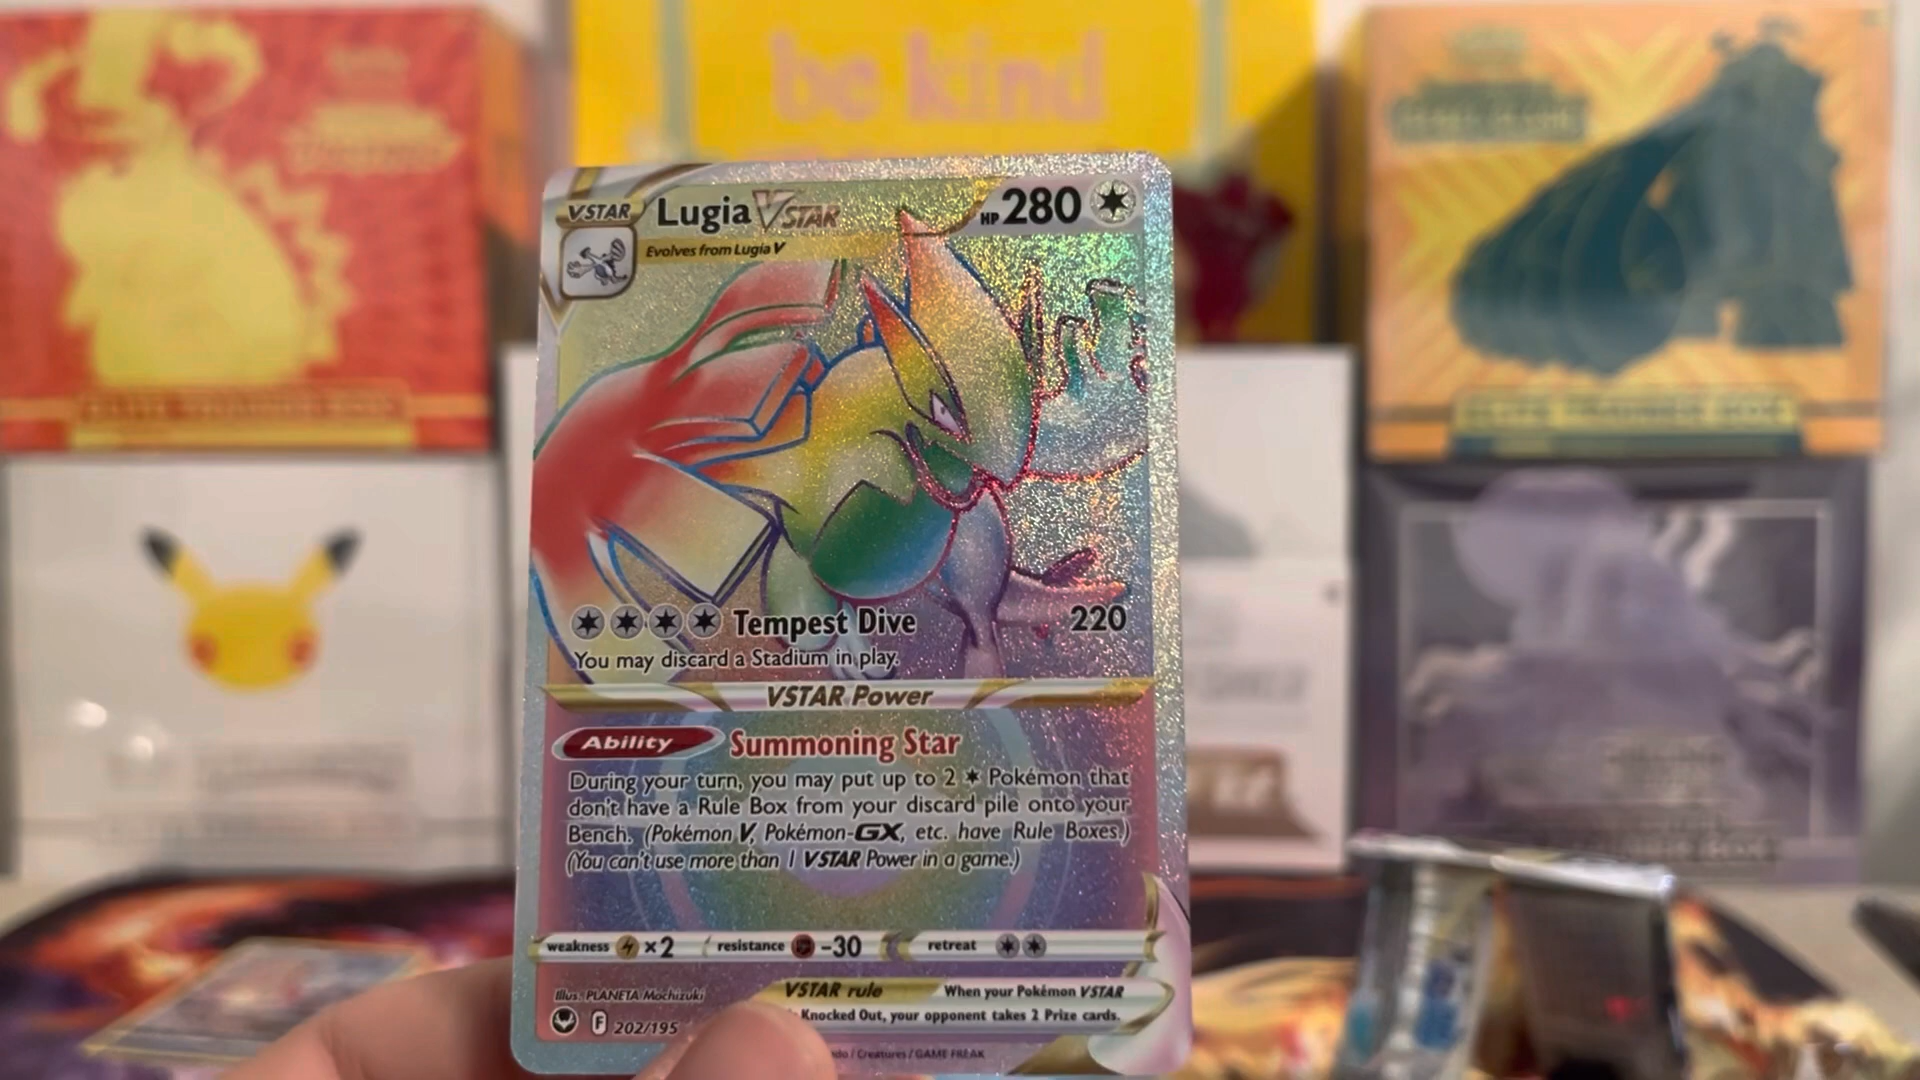 be kind
VSTAR Lugia VSTAR HP 280
Evolves from Lugia V
Tempest Dive 220
You may discard a Stadium in play.
VSTAR Power
Ability Summoning Star
During your turn, you may put up to 2 Pokémon that
don't have a Rule Box from your discard pile onto your
Bench. (Pokémon V, Pokémon-GX, etc. have Rule Boxes.)
(You can't use more than 1 VSTAR Power in a game.)
weakness ×2 resistance -30 retreat
Illus. PLANETA Mochizuki
VSTAR rule When your Pokémon VSTAR
Knocked Out, your opponent takes 2 Prize cards.
F 202/195
/ Creatures / GAME FREAK
ELITE TRAINER BOX